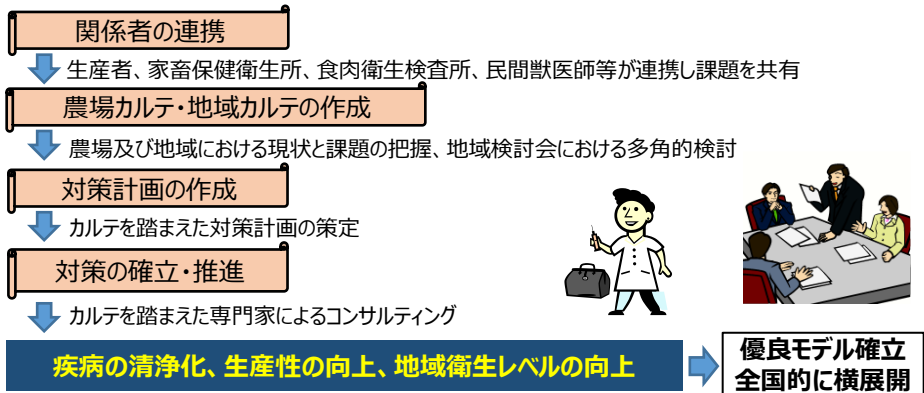 関係者の連携
生産者、家畜保健衛生所、食肉衛生検査所、民間獣医師等が連携し課題を共有
農場カルテ・地域カルテの作成
農場及び地域における現状と課題の把握、地域検討会における多角的検討
対策計画の作成
カルテを踏まえた対策計画の策定
対策の確立・推進
カルテを踏まえた専門家によるコンサルティング
疾病の清浄化、生産性の向上、地域衛生レベルの向上
優良モデル確立
全国的に横展開